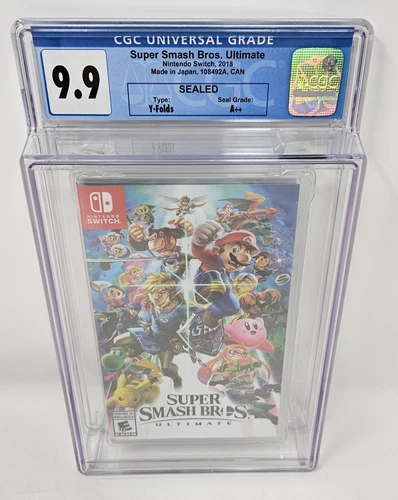 CGC UNIVERSAL GRADE
9.9
Super Smash Bros. Ultimate
Nintendo Switch, 2018
Made in Japan, 108492A, CAN
SEALED
Type:
Y-Folds
Seal Grade:
A++
CGC
NINTENDO
SWITCH
SUPER
SMASH BROS.
ULTIMATE
E